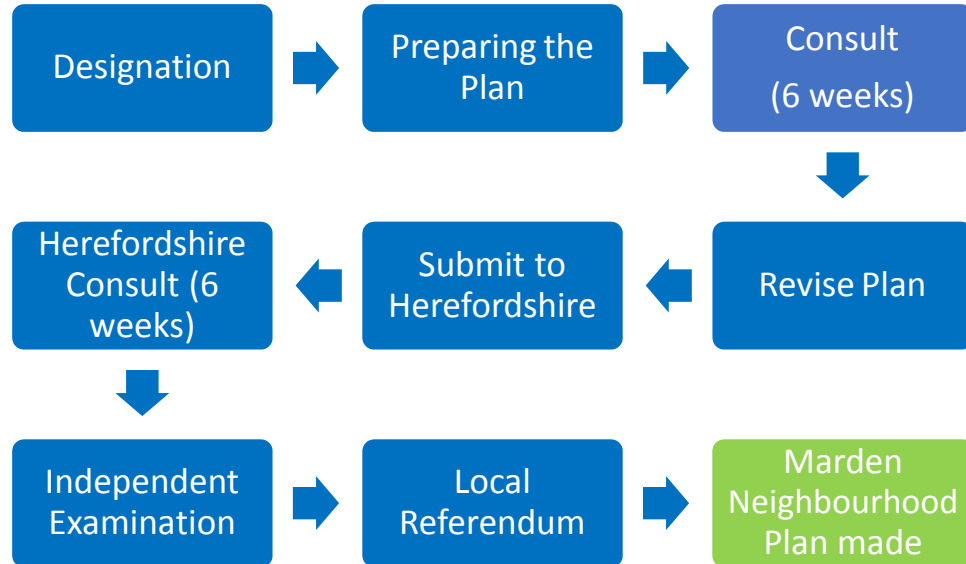 Designation
Preparing the
Plan
Consult
(6 weeks)
Revise Plan
Submit to
Herefordshire
Herefordshire
Consult (6
weeks)
Independent
Examination
Local
Referendum
Marden
Neighbourhood
Plan made